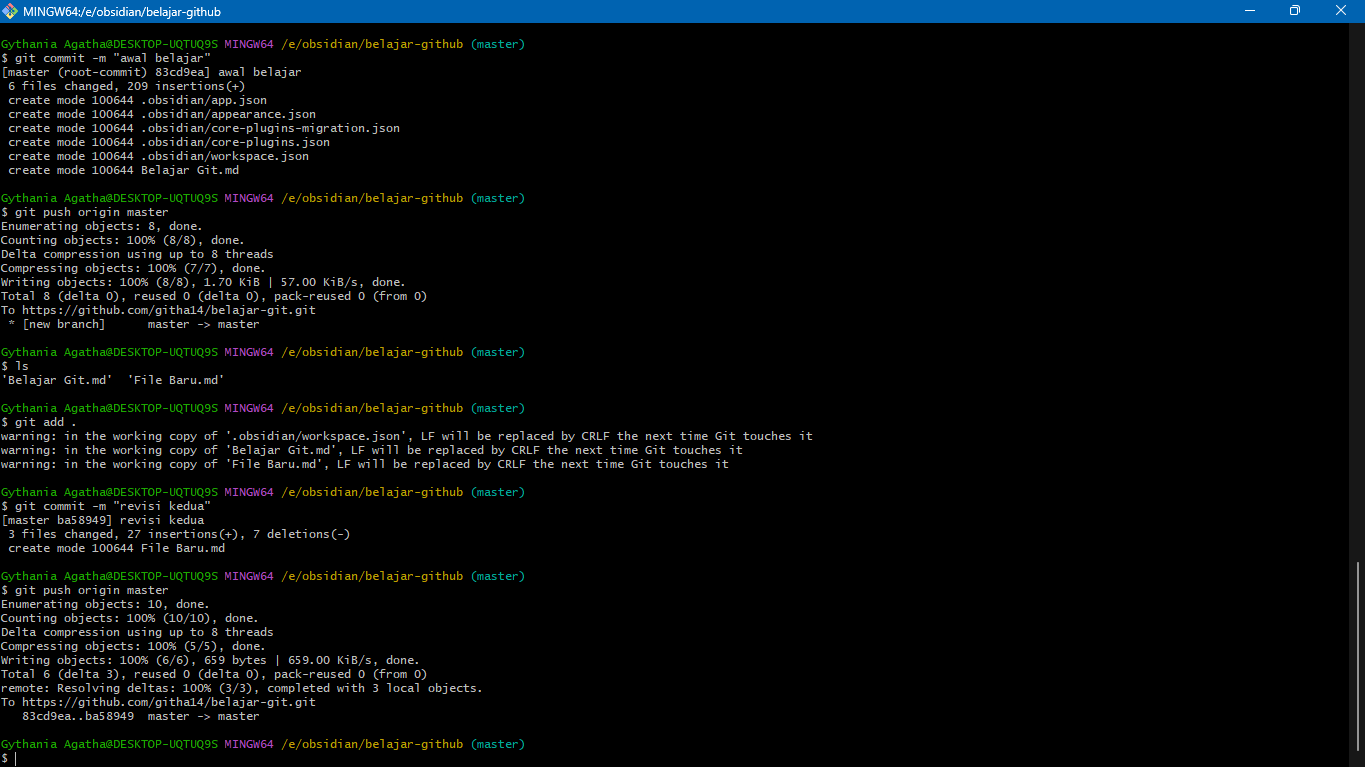 MINGW64:/e/obsidian/belajar-github
Gythania Agatha@DESKTOP-UQTUQ9S MINGW64 /e/obsidian/belajar-github (master)
$ git commit -m "awal belajar"
[master (root-commit) 83cd9ea] awal belajar
 6 files changed, 209 insertions(+)
 create mode 100644 .obsidian/app.json
 create mode 100644 .obsidian/appearance.json
 create mode 100644 .obsidian/core-plugins-migration.json
 create mode 100644 .obsidian/core-plugins.json
 create mode 100644 .obsidian/workspace.json
 create mode 100644 Belajar Git.md
Gythania Agatha@DESKTOP-UQTUQ9S MINGW64 /e/obsidian/belajar-github (master)
$ git push origin master
Enumerating objects: 8, done.
Counting objects: 100% (8/8), done.
Delta compression using up to 8 threads
Compressing objects: 100% (7/7), done.
Writing objects: 100% (8/8), 1.70 KiB | 57.00 KiB/s, done.
Total 8 (delta 0), reused 0 (delta 0), pack-reused 0 (from 0)
To https://github.com/githa14/belajar-git.git
 * [new branch]      master -> master
Gythania Agatha@DESKTOP-UQTUQ9S MINGW64 /e/obsidian/belajar-github (master)
$ ls
'Belajar Git.md'  'File Baru.md'
Gythania Agatha@DESKTOP-UQTUQ9S MINGW64 /e/obsidian/belajar-github (master)
$ git add .
warning: in the working copy of '.obsidian/workspace.json', LF will be replaced by CRLF the next time Git touches it
warning: in the working copy of 'Belajar Git.md', LF will be replaced by CRLF the next time Git touches it
warning: in the working copy of 'File Baru.md', LF will be replaced by CRLF the next time Git touches it
Gythania Agatha@DESKTOP-UQTUQ9S MINGW64 /e/obsidian/belajar-github (master)
$ git commit -m "revisi kedua"
[master ba58949] revisi kedua
 3 files changed, 27 insertions(+), 7 deletions(-)
 create mode 100644 File Baru.md
Gythania Agatha@DESKTOP-UQTUQ9S MINGW64 /e/obsidian/belajar-github (master)
$ git push origin master
Enumerating objects: 10, done.
Counting objects: 100% (10/10), done.
Delta compression using up to 8 threads
Compressing objects: 100% (5/5), done.
Writing objects: 100% (6/6), 659 bytes | 659.00 KiB/s, done.
Total 6 (delta 3), reused 0 (delta 0), pack-reused 0 (from 0)
remote: Resolving deltas: 100% (3/3), completed with 3 local objects.
To https://github.com/githa14/belajar-git.git
   83cd9ea..ba58949  master -> master
Gythania Agatha@DESKTOP-UQTUQ9S MINGW64 /e/obsidian/belajar-github (master)
$